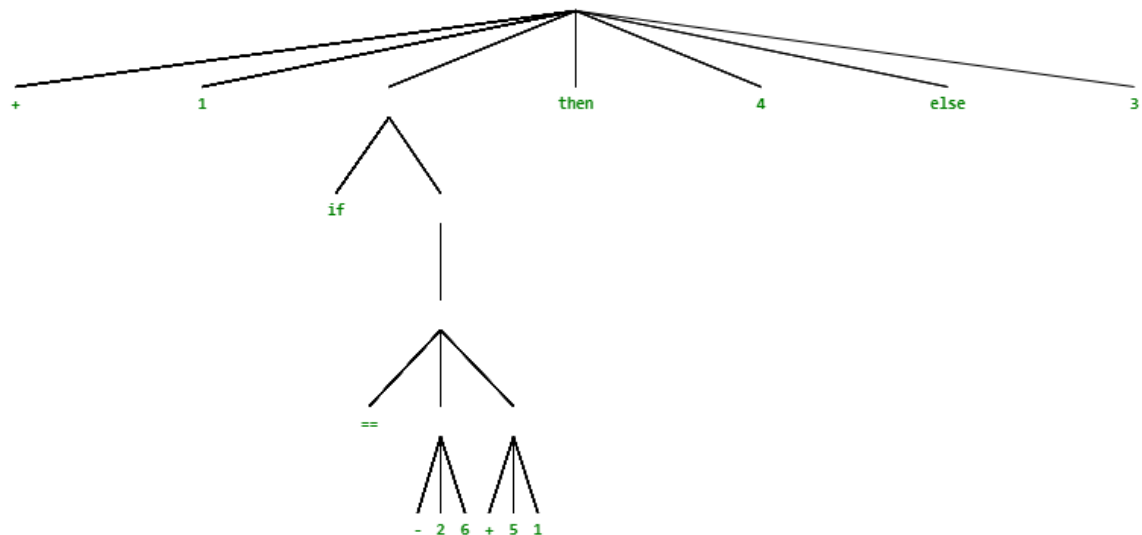 + 1 then 4 else 3
if
==
- 2 6 + 5 1